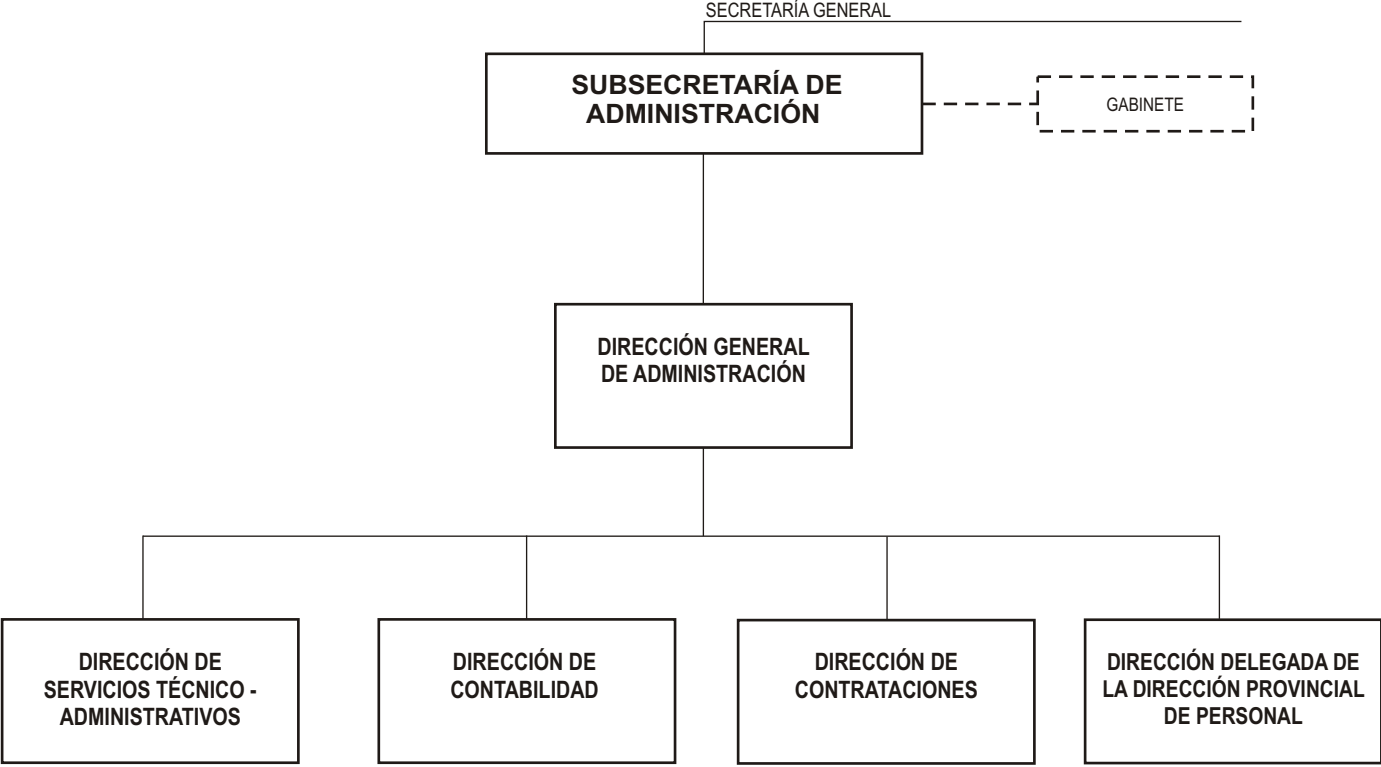 SECRETARÍA GENERAL
SUBSECRETARÍA DE
ADMINISTRACIÓN
GABINETE
DIRECCIÓN GENERAL
DE ADMINISTRACIÓN
DIRECCIÓN DE
SERVICIOS TÉCNICO -
ADMINISTRATIVOS
DIRECCIÓN DE
CONTABILIDAD
DIRECCIÓN DE
CONTRATACIONES
DIRECCIÓN DELEGADA DE
LA DIRECCIÓN PROVINCIAL
DE PERSONAL